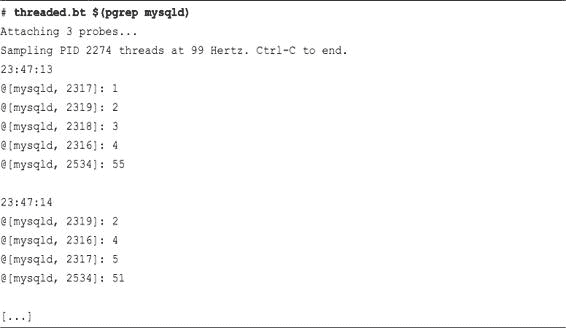 # threaded.bt $(pgrep mysqld)
Attaching 3 probes...
Sampling PID 2274 threads at 99 Hertz. Ctrl-C to end.
23:47:13
@[mysqld, 2317]: 1
@[mysqld, 2319]: 2
@[mysqld, 2318]: 3
@[mysqld, 2316]: 4
@[mysqld, 2534]: 55

23:47:14
@[mysqld, 2319]: 2
@[mysqld, 2316]: 4
@[mysqld, 2317]: 5
@[mysqld, 2534]: 51

[...]